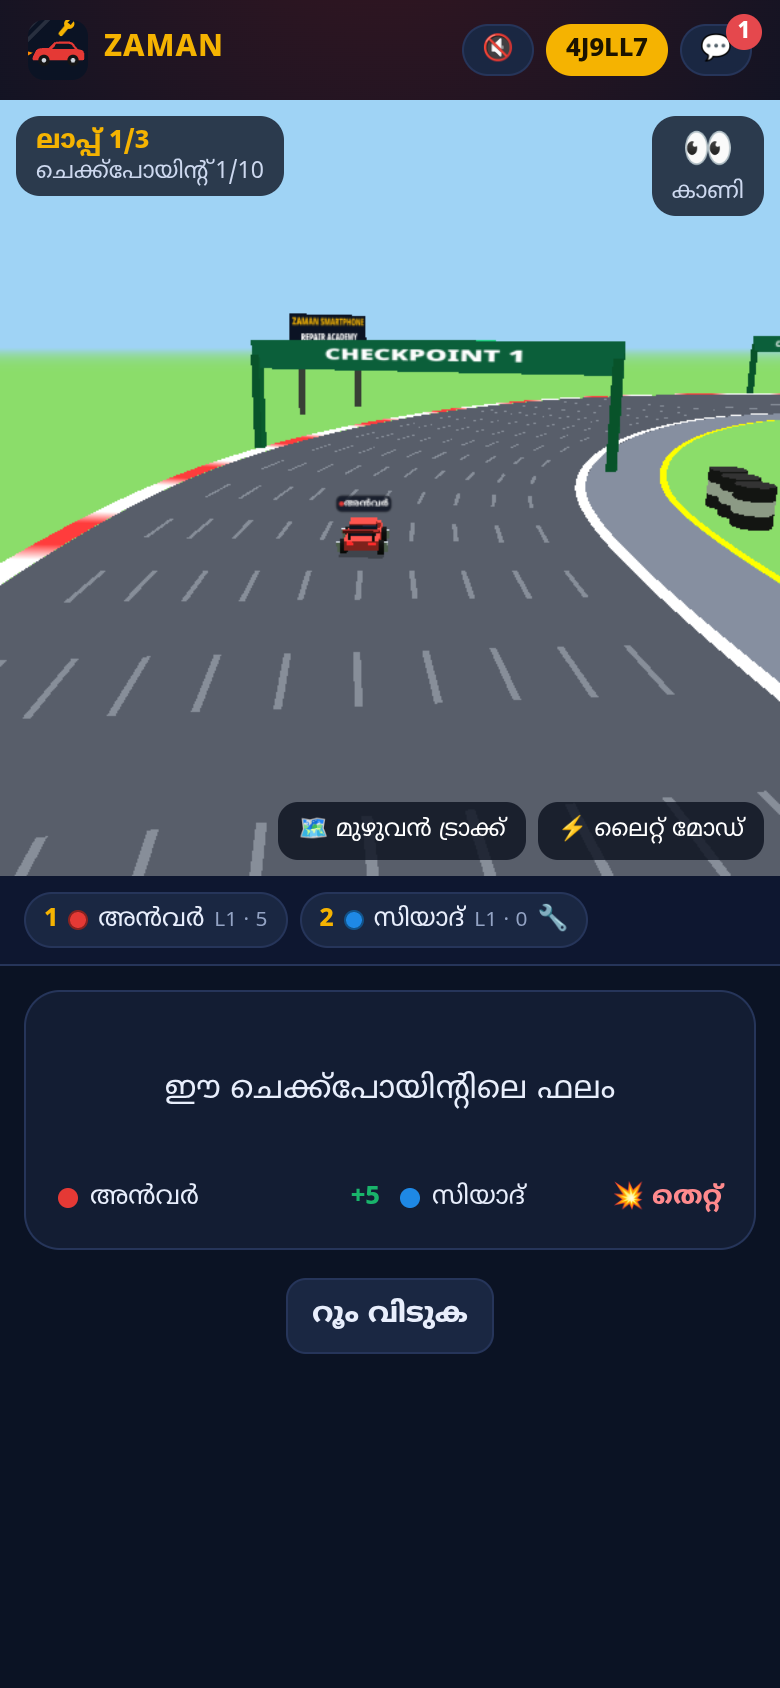 ZAMAN
4J9LL7
1
ലാപ്പ് 1/3
ചെക്ക്പോയിന്റ് 1/10
കാണി
ZAMAN SMARTPHONE
REPAIR ACADEMY
CHECKPOINT 1
അൻവർ
മുഴുവൻ ട്രാക്ക്
ലൈറ്റ് മോഡ്
1 അൻവർ L1 · 5
2 സിയാദ് L1 · 0
ഈ ചെക്ക്പോയിന്റിലെ ഫലം
അൻവർ +5 സിയാദ് തെറ്റ്
റൂം വിടുക